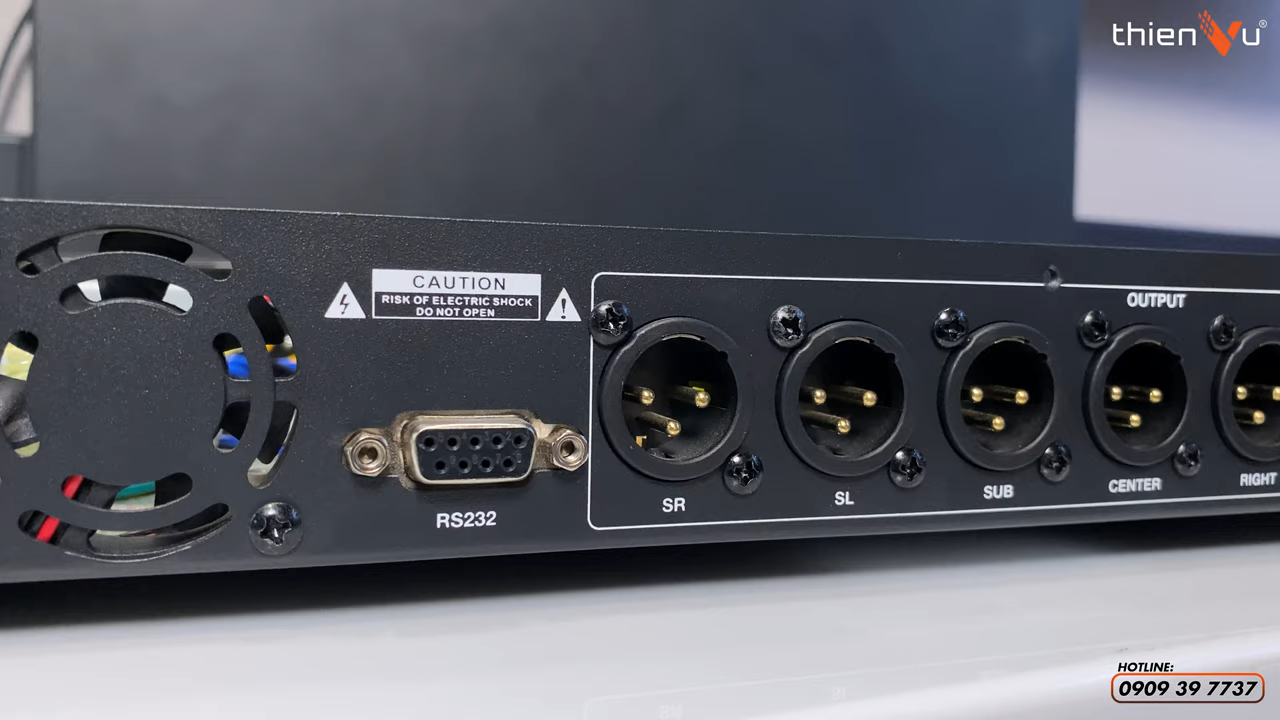 thienVu®
CAUTION
RISK OF ELECTRIC SHOCK
DO NOT OPEN
OUTPUT
RS232
SR
SL
SUB
CENTER
RIGHT
HOTLINE:
0909 39 7737